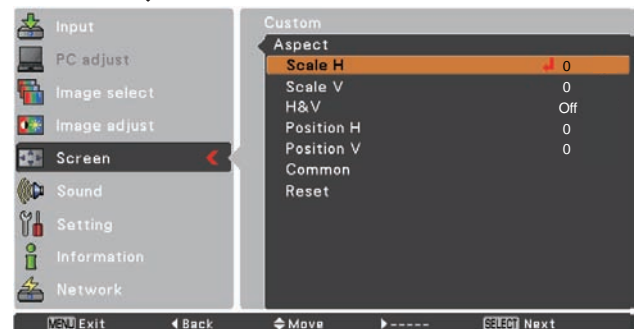 Input
PC adjust
Image select
Image adjust
Screen
Sound
Setting
Information
Network
Custom
Aspect
Scale H 0
Scale V 0
H&V Off
Position H 0
Position V 0
Common
Reset
MENU Exit Back Move ----- SELECT Next